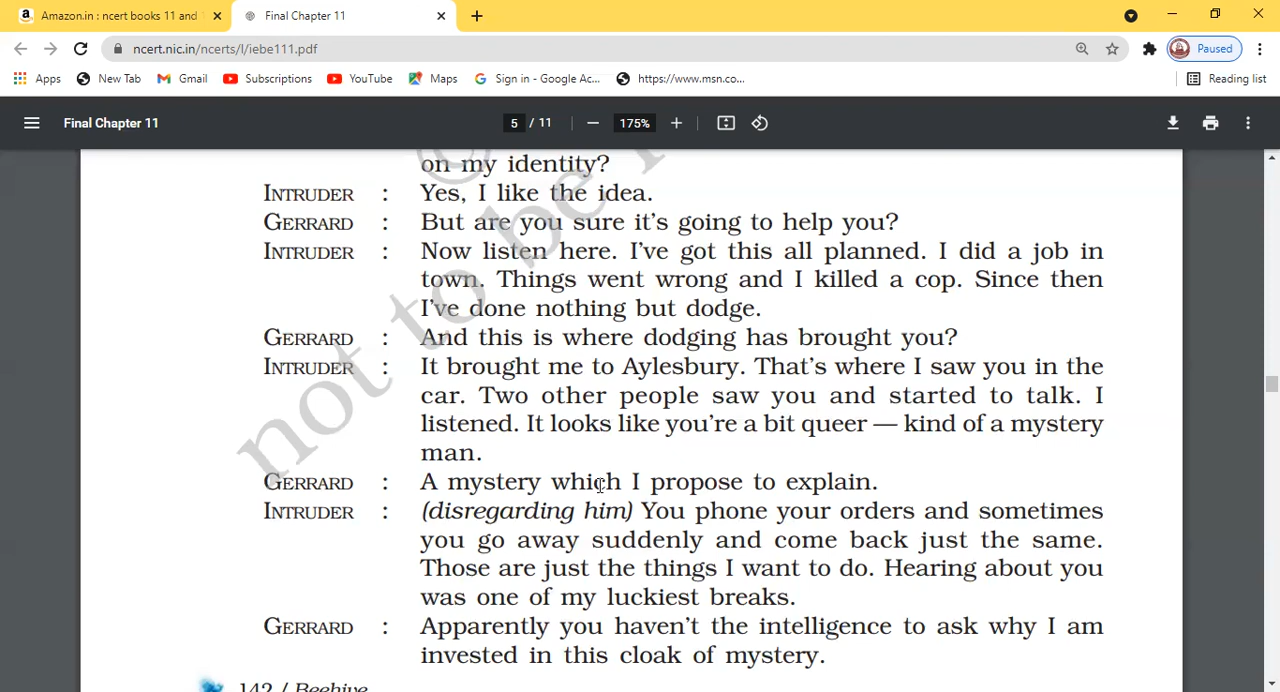 Amazon.in : ncert books 11 and
Final Chapter 11
ncert.nic.in/ncerts/l/iebe111.pdf
Paused
Apps New Tab Gmail Subscriptions YouTube Maps Sign in - Google Ac... https://www.msn.co... Reading list
Final Chapter 11 5 / 11 175%
on my identity?
INTRUDER : Yes, I like the idea.
GERRARD : But are you sure it's going to help you?
INTRUDER : Now listen here. I've got this all planned. I did a job in
town. Things went wrong and I killed a cop. Since then
I've done nothing but dodge.
GERRARD : And this is where dodging has brought you?
INTRUDER : It brought me to Aylesbury. That's where I saw you in the
car. Two other people saw you and started to talk. I
listened. It looks like you're a bit queer — kind of a mystery
man.
GERRARD : A mystery which I propose to explain.
INTRUDER : (disregarding him) You phone your orders and sometimes
you go away suddenly and come back just the same.
Those are just the things I want to do. Hearing about you
was one of my luckiest breaks.
GERRARD : Apparently you haven't the intelligence to ask why I am
invested in this cloak of mystery.
142 / Beehive
©
not to be